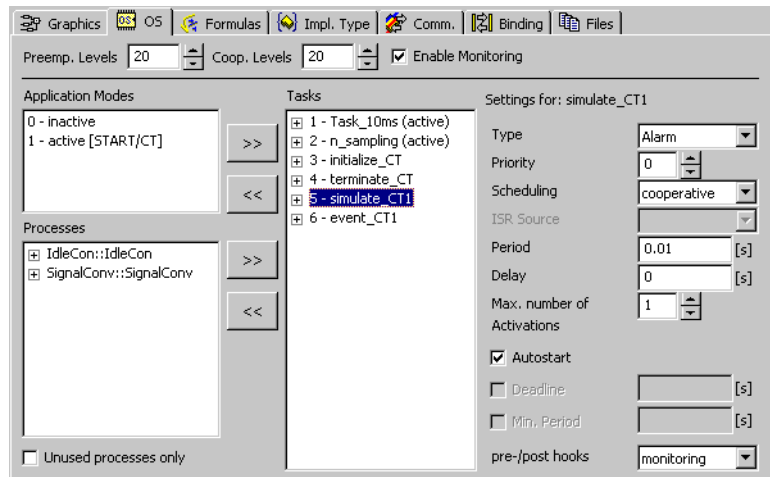 Graphics OS Formulas Impl. Type Comm. Binding Files
Preemp. Levels 20 Coop. Levels 20 Enable Monitoring
Application Modes
0 - inactive
1 - active [START/CT]
>>
<<
Processes
IdleCon::IdleCon
SignalConv::SignalConv
>>
<<
Unused processes only
Tasks
1 - Task_10ms (active)
2 - n_sampling (active)
3 - initialize_CT
4 - terminate_CT
5 - simulate_CT1
6 - event_CT1
Settings for: simulate_CT1
Type Alarm
Priority 0
Scheduling cooperative
ISR Source
Period 0.01 [s]
Delay 0 [s]
Max. number of 1
Activations
Autostart
Deadline [s]
Min. Period [s]
pre-/post hooks monitoring